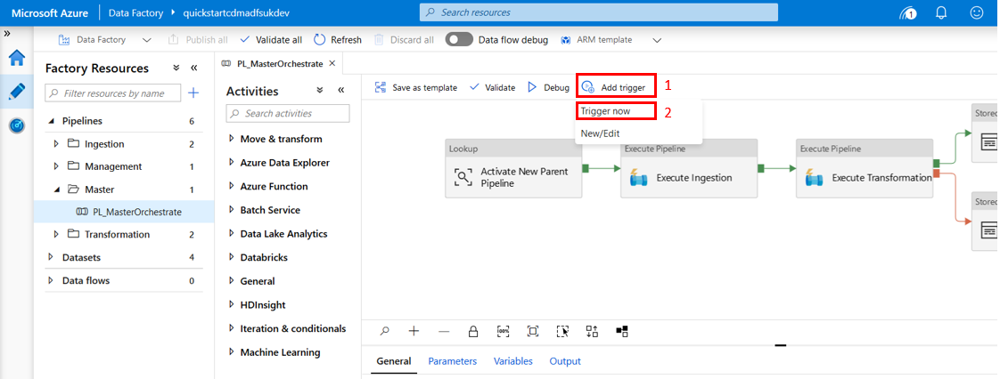 Microsoft Azure
Data Factory
quickstartcdmadfsukdev
Search resources
1
»
Data Factory
Publish all
Validate all
Refresh
Discard all
Data flow debug
ARM template
Factory Resources
«
Filter resources by name
Pipelines 6
Ingestion 2
Management 1
Master 1
PL_MasterOrchestrate
Transformation 2
Datasets 4
Data flows 0
PL_MasterOrchestrate
Activities
«
Search activities
Move & transform
Azure Data Explorer
Azure Function
Batch Service
Data Lake Analytics
Databricks
General
HDInsight
Iteration & conditionals
Machine Learning
Save as template
Validate
Debug
Add trigger
1
Trigger now
2
New/Edit
Lookup
Activate New Parent
Pipeline
Execute Pipeline
Execute Ingestion
Execute Pipeline
Execute Transformation
Stored
Stored
100%
General
Parameters
Variables
Output